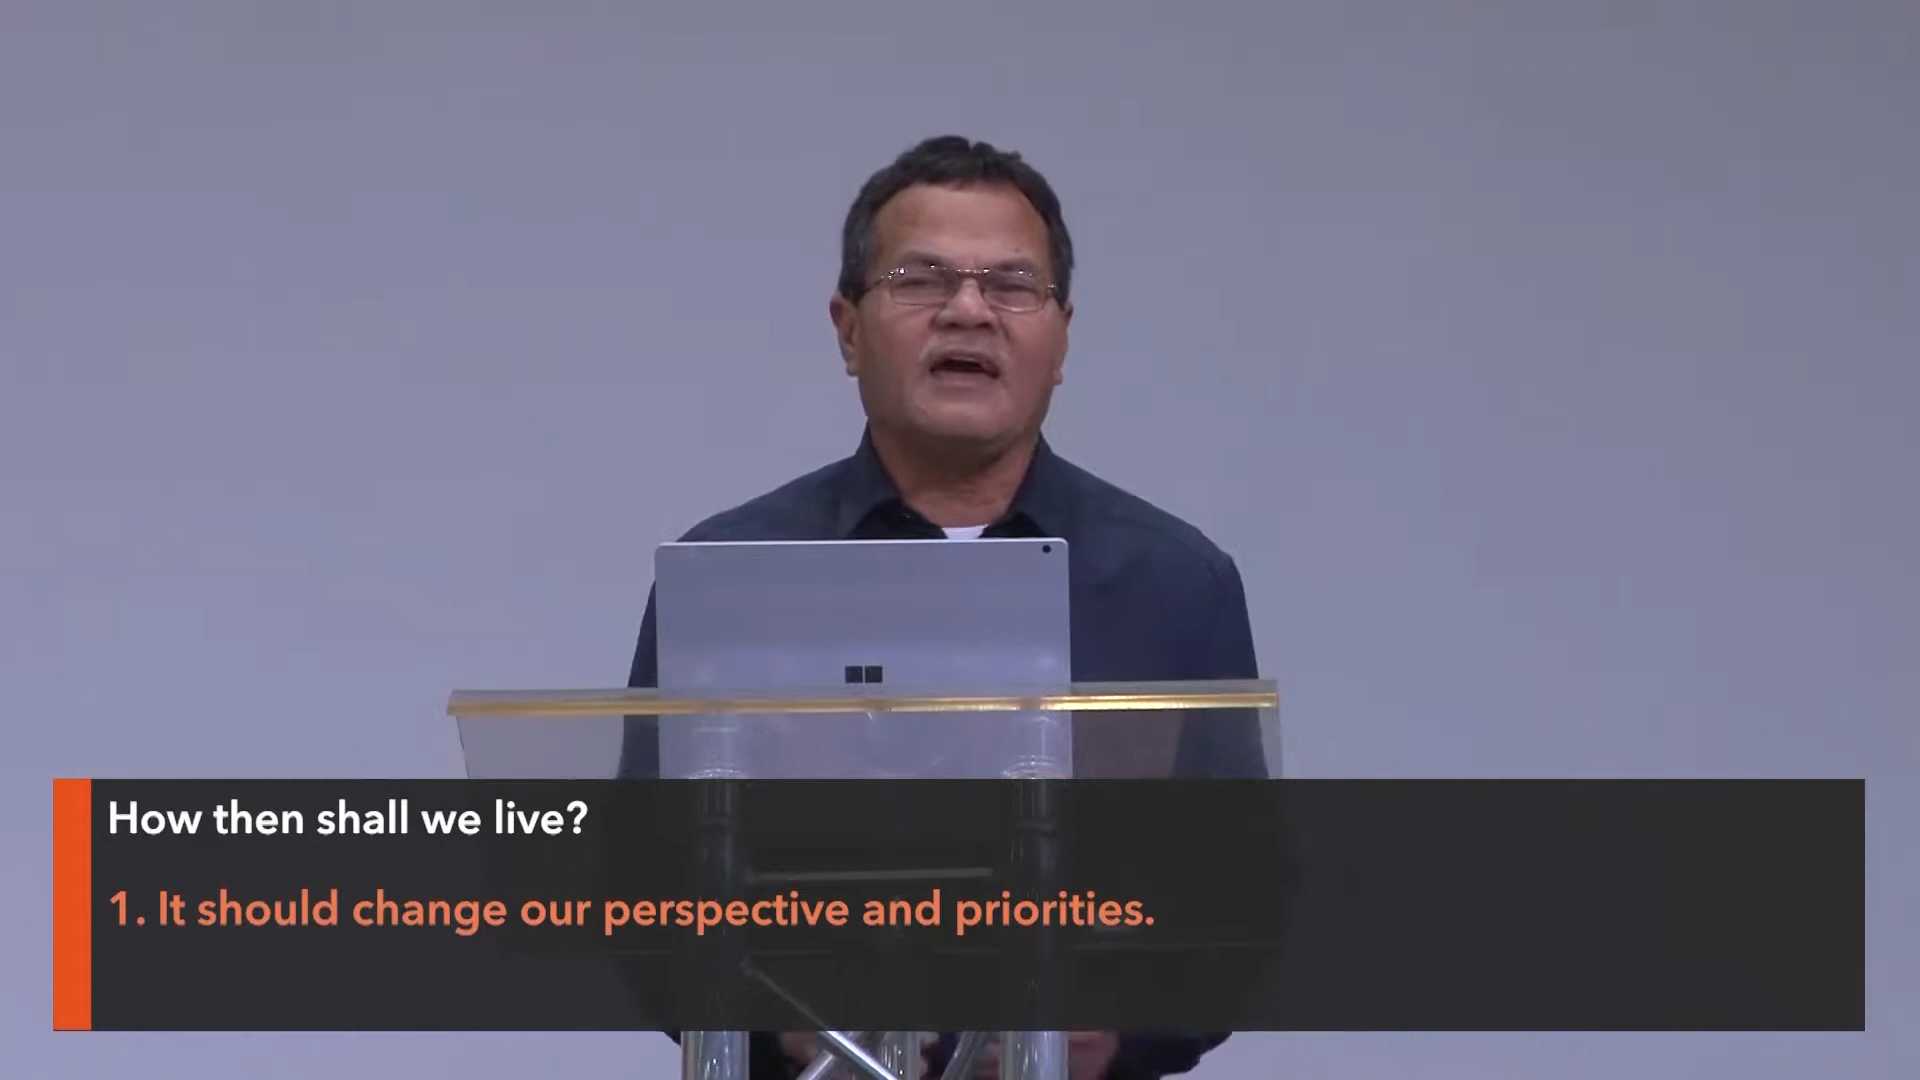 How then shall we live?
1. It should change our perspective and priorities.